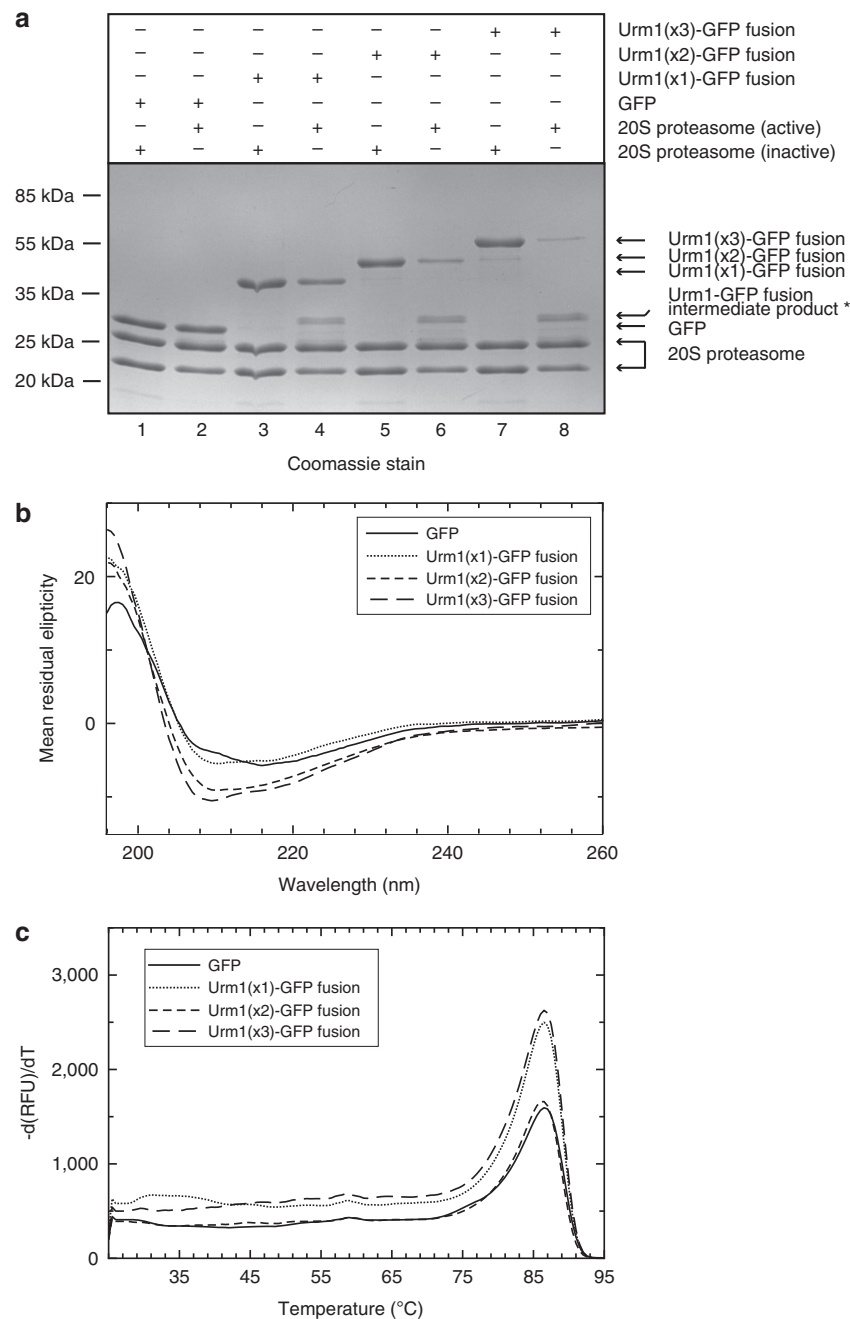 a
– – – – – – + + Urm1(x3)-GFP fusion
– – – – + + – – Urm1(x2)-GFP fusion
– – + + – – – – Urm1(x1)-GFP fusion
+ + – – – – – – GFP
– + – + – + – + 20S proteasome (active)
+ – + – + – + – 20S proteasome (inactive)
85 kDa
55 kDa
35 kDa
25 kDa
20 kDa
Urm1(x3)-GFP fusion
Urm1(x2)-GFP fusion
Urm1(x1)-GFP fusion
Urm1-GFP fusion
intermediate product *
GFP
20S proteasome
1 2 3 4 5 6 7 8
Coomassie stain
b
GFP
Urm1(x1)-GFP fusion
Urm1(x2)-GFP fusion
Urm1(x3)-GFP fusion
Mean residual elipticity
20
0
200 220 240 260
Wavelength (nm)
c
GFP
Urm1(x1)-GFP fusion
Urm1(x2)-GFP fusion
Urm1(x3)-GFP fusion
-d(RFU)/dT
3,000
2,000
1,000
0
35 45 55 65 75 85 95
Temperature (°C)